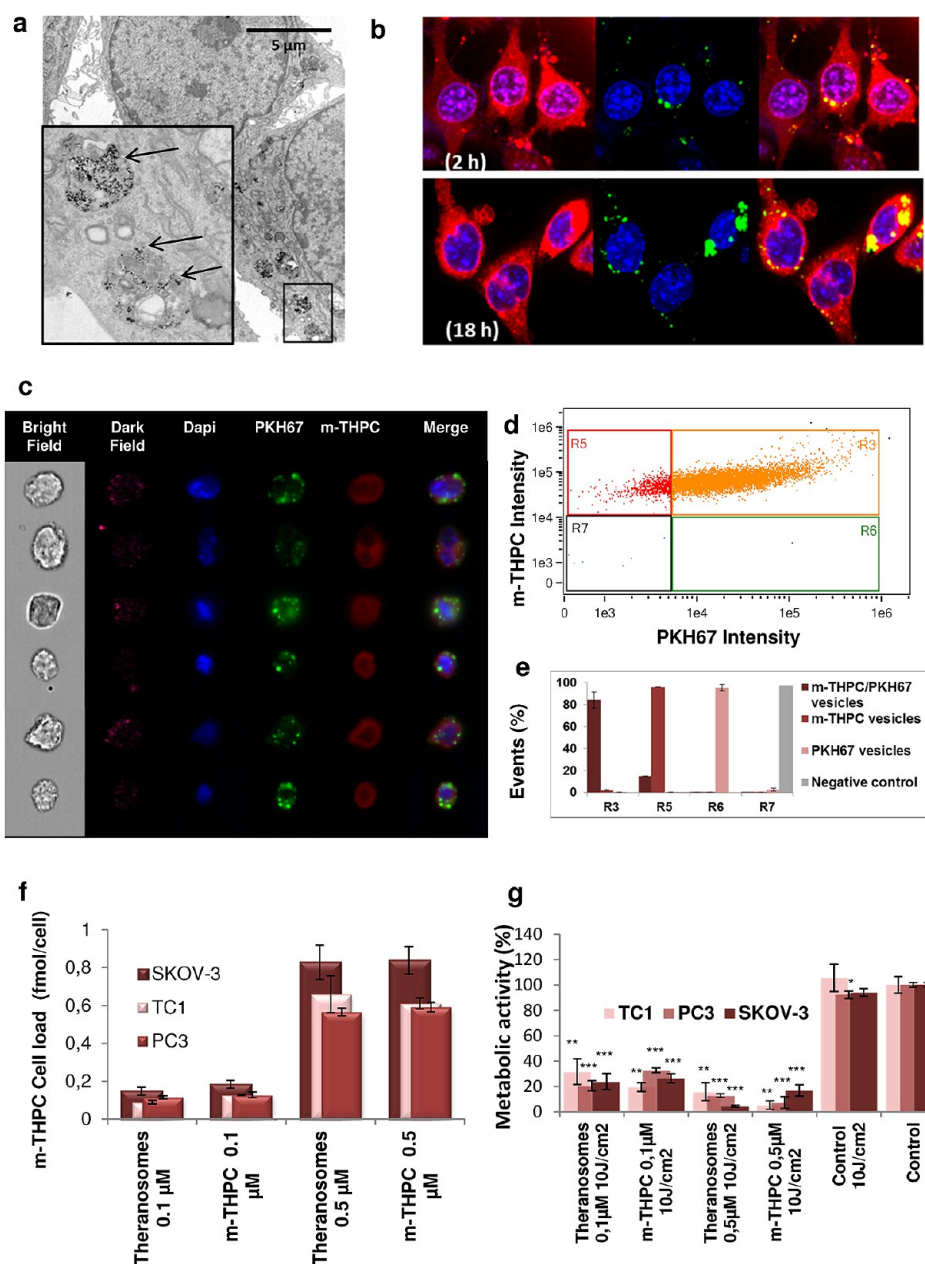 a
5 µm
b
(2 h)
(18 h)
c
Bright Field
Dark Field
Dapi
PKH67
m-THPC
Merge
d
m-THPC Intensity
1e6
1e5
1e4
1e3
0
R5
R3
R7
R6
0
1e3
1e4
1e5
1e6
PKH67 Intensity
e
Events (%)
100
80
60
40
20
0
R3
R5
R6
R7
m-THPC/PKH67
vesicles
m-THPC vesicles
PKH67 vesicles
Negative control
f
m-THPC Cell load (fmol/cell)
1
0,8
0,6
0,4
0,2
0
SKOV-3
TC1
PC3
Theranosomes
0.1 µM
m-THPC 0.1
µM
Theranosomes
0.5 µM
m-THPC 0.5
µM
g
Metabolic activity (%)
140
120
100
80
60
40
20
0
TC1
PC3
SKOV-3
**
***
***
**
***
***
**
***
***
**
***
***
*
Theranosomes
0,1µM 10J/cm2
m-THPC 0,1µM
10J/cm2
Theranosomes
0,5µM 10J/cm2
m-THPC 0,5µM
10J/cm2
Control
10J/cm2
Control